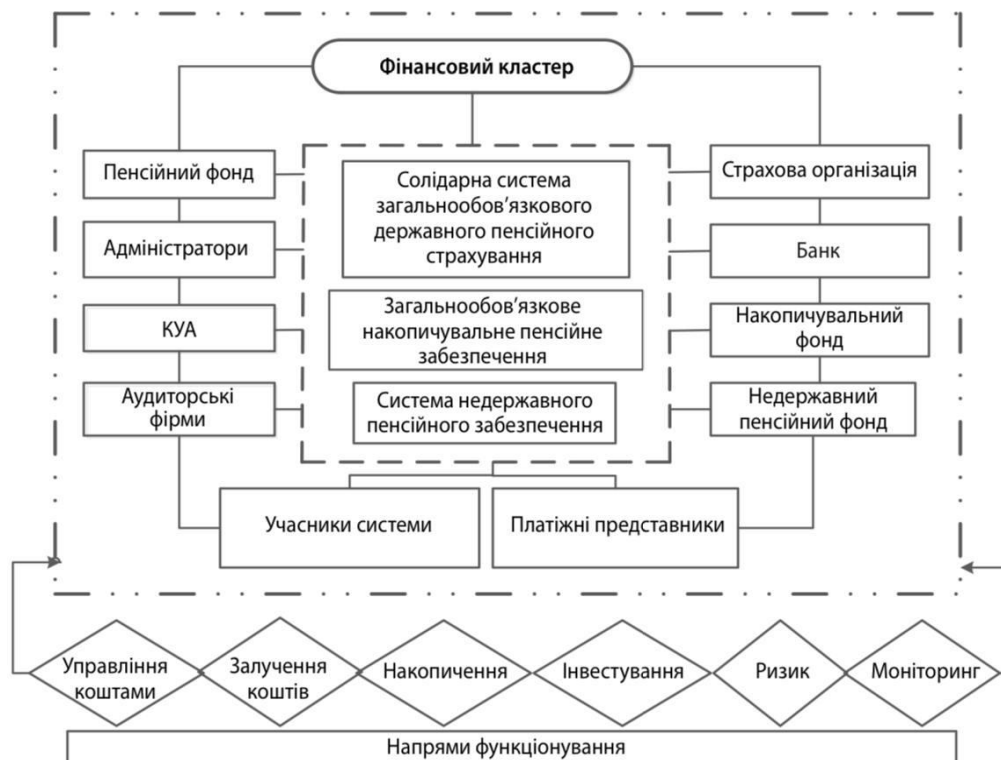 Фінансовий кластер
Пенсійний фонд
Адміністратори
КУА
Аудиторські
фірми
Солідарна система
загальнообов’язкового
державного пенсійного
страхування
Загальнообов’язкове
накопичувальне пенсійне
забезпечення
Система недержавного
пенсійного забезпечення
Страхова організація
Банк
Накопичувальний
фонд
Недержавний
пенсійний фонд
Учасники системи
Платіжні представники
Управління
коштами
Залучення
коштів
Накопичення
Інвестування
Ризик
Моніторинг
Напрями функціонування